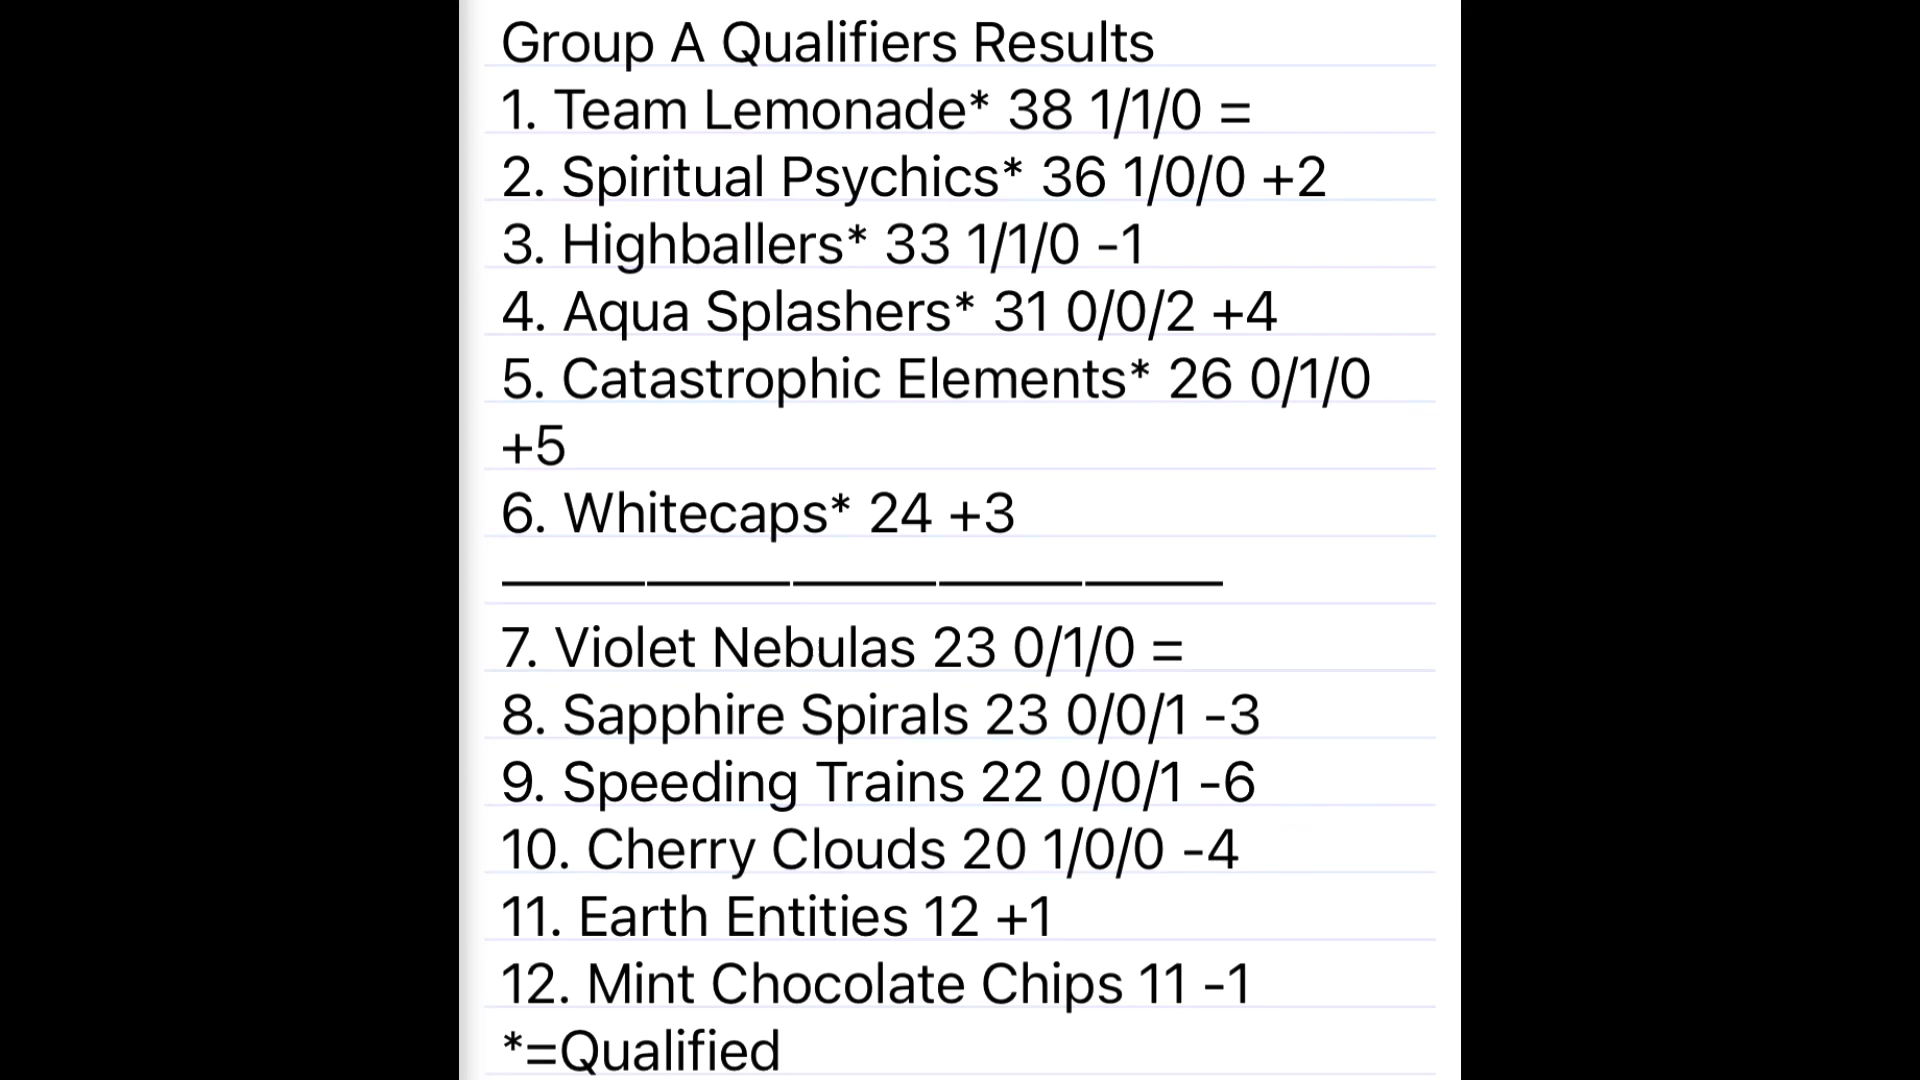 Group A Qualifiers Results
1. Team Lemonade* 38 1/1/0 =
2. Spiritual Psychics* 36 1/0/0 +2
3. Highballers* 33 1/1/0 -1
4. Aqua Splashers* 31 0/0/2 +4
5. Catastrophic Elements* 26 0/1/0
+5
6. Whitecaps* 24 +3
—————
7. Violet Nebulas 23 0/1/0 =
8. Sapphire Spirals 23 0/0/1 -3
9. Speeding Trains 22 0/0/1 -6
10. Cherry Clouds 20 1/0/0 -4
11. Earth Entities 12 +1
12. Mint Chocolate Chips 11 -1
*=Qualified